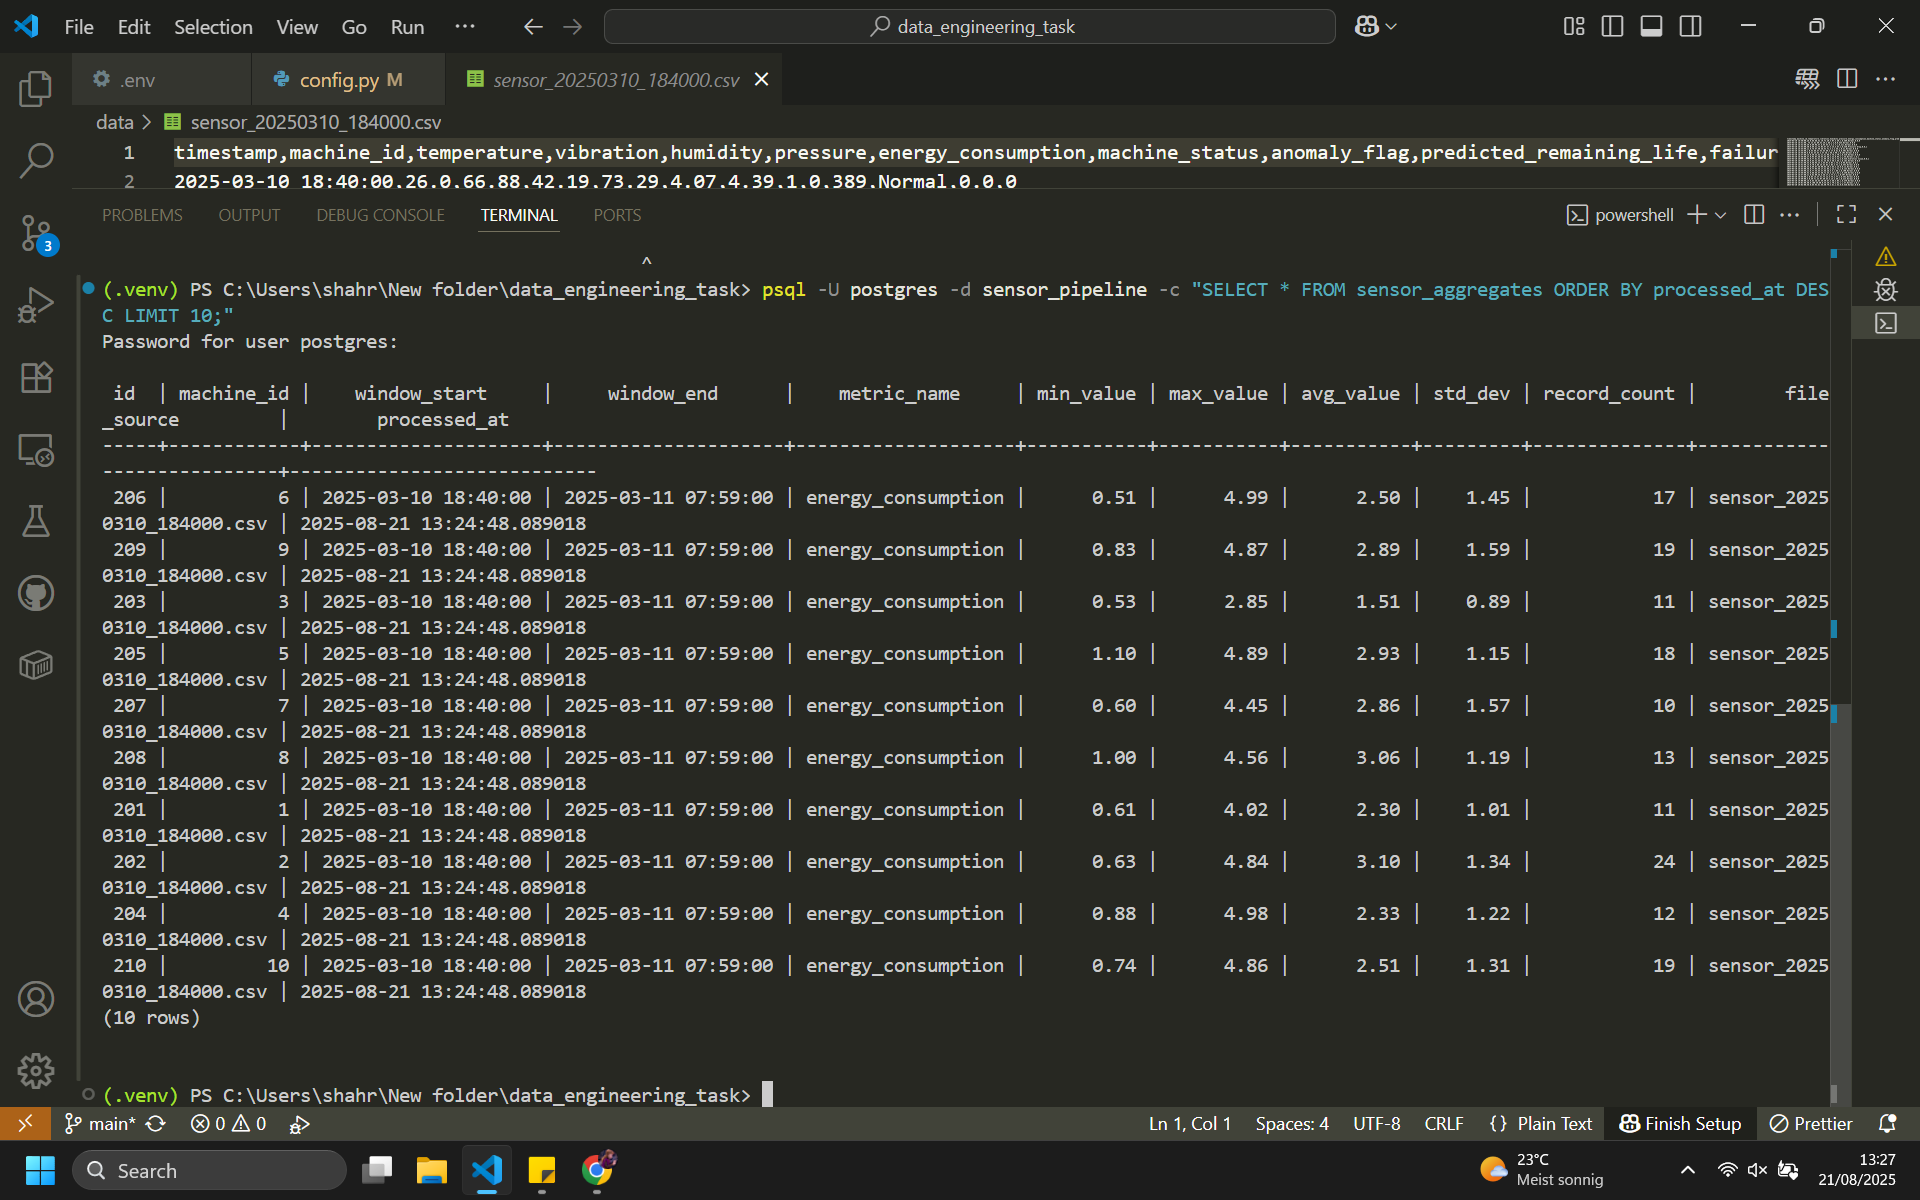 File Edit Selection View Go Run ··· data_engineering_task
.env config.py M sensor_20250310_184000.csv
data > sensor_20250310_184000.csv
1 timestamp,machine_id,temperature,vibration,humidity,pressure,energy_consumption,machine_status,anomaly_flag,predicted_remaining_life,failur
2 2025-03-10 18:40:00,26.0,66.88,42.19,73.29,4.07,4.39,1.0,389,Normal,0.0,0
PROBLEMS OUTPUT DEBUG CONSOLE TERMINAL PORTS powershell
^
(.venv) PS C:\Users\shahr\New folder\data_engineering_task> psql -U postgres -d sensor_pipeline -c "SELECT * FROM sensor_aggregates ORDER BY processed_at DES
C LIMIT 10;"
Password for user postgres:
id | machine_id | window_start | window_end | metric_name | min_value | max_value | avg_value | std_dev | record_count | file
_source | processed_at
-----+------------+---------------------+---------------------+--------------------+-----------+-----------+-----------+---------+--------------+------------
----------------+----------------------------
206 | 6 | 2025-03-10 18:40:00 | 2025-03-11 07:59:00 | energy_consumption | 0.51 | 4.99 | 2.50 | 1.45 | 17 | sensor_2025
0310_184000.csv | 2025-08-21 13:24:48.089018
209 | 9 | 2025-03-10 18:40:00 | 2025-03-11 07:59:00 | energy_consumption | 0.83 | 4.87 | 2.89 | 1.59 | 19 | sensor_2025
0310_184000.csv | 2025-08-21 13:24:48.089018
203 | 3 | 2025-03-10 18:40:00 | 2025-03-11 07:59:00 | energy_consumption | 0.53 | 2.85 | 1.51 | 0.89 | 11 | sensor_2025
0310_184000.csv | 2025-08-21 13:24:48.089018
205 | 5 | 2025-03-10 18:40:00 | 2025-03-11 07:59:00 | energy_consumption | 1.10 | 4.89 | 2.93 | 1.15 | 18 | sensor_2025
0310_184000.csv | 2025-08-21 13:24:48.089018
207 | 7 | 2025-03-10 18:40:00 | 2025-03-11 07:59:00 | energy_consumption | 0.60 | 4.45 | 2.86 | 1.57 | 10 | sensor_2025
0310_184000.csv | 2025-08-21 13:24:48.089018
208 | 8 | 2025-03-10 18:40:00 | 2025-03-11 07:59:00 | energy_consumption | 1.00 | 4.56 | 3.06 | 1.19 | 13 | sensor_2025
0310_184000.csv | 2025-08-21 13:24:48.089018
201 | 1 | 2025-03-10 18:40:00 | 2025-03-11 07:59:00 | energy_consumption | 0.61 | 4.02 | 2.30 | 1.01 | 11 | sensor_2025
0310_184000.csv | 2025-08-21 13:24:48.089018
202 | 2 | 2025-03-10 18:40:00 | 2025-03-11 07:59:00 | energy_consumption | 0.63 | 4.84 | 3.10 | 1.34 | 24 | sensor_2025
0310_184000.csv | 2025-08-21 13:24:48.089018
204 | 4 | 2025-03-10 18:40:00 | 2025-03-11 07:59:00 | energy_consumption | 0.88 | 4.98 | 2.33 | 1.22 | 12 | sensor_2025
0310_184000.csv | 2025-08-21 13:24:48.089018
210 | 10 | 2025-03-10 18:40:00 | 2025-03-11 07:59:00 | energy_consumption | 0.74 | 4.86 | 2.51 | 1.31 | 19 | sensor_2025
0310_184000.csv | 2025-08-21 13:24:48.089018
(10 rows)
(.venv) PS C:\Users\shahr\New folder\data_engineering_task>
3
main* 0 0 Ln 1, Col 1 Spaces: 4 UTF-8 CRLF {} Plain Text Finish Setup Prettier
Search 23°C Meist sonnig 13:27 21/08/2025